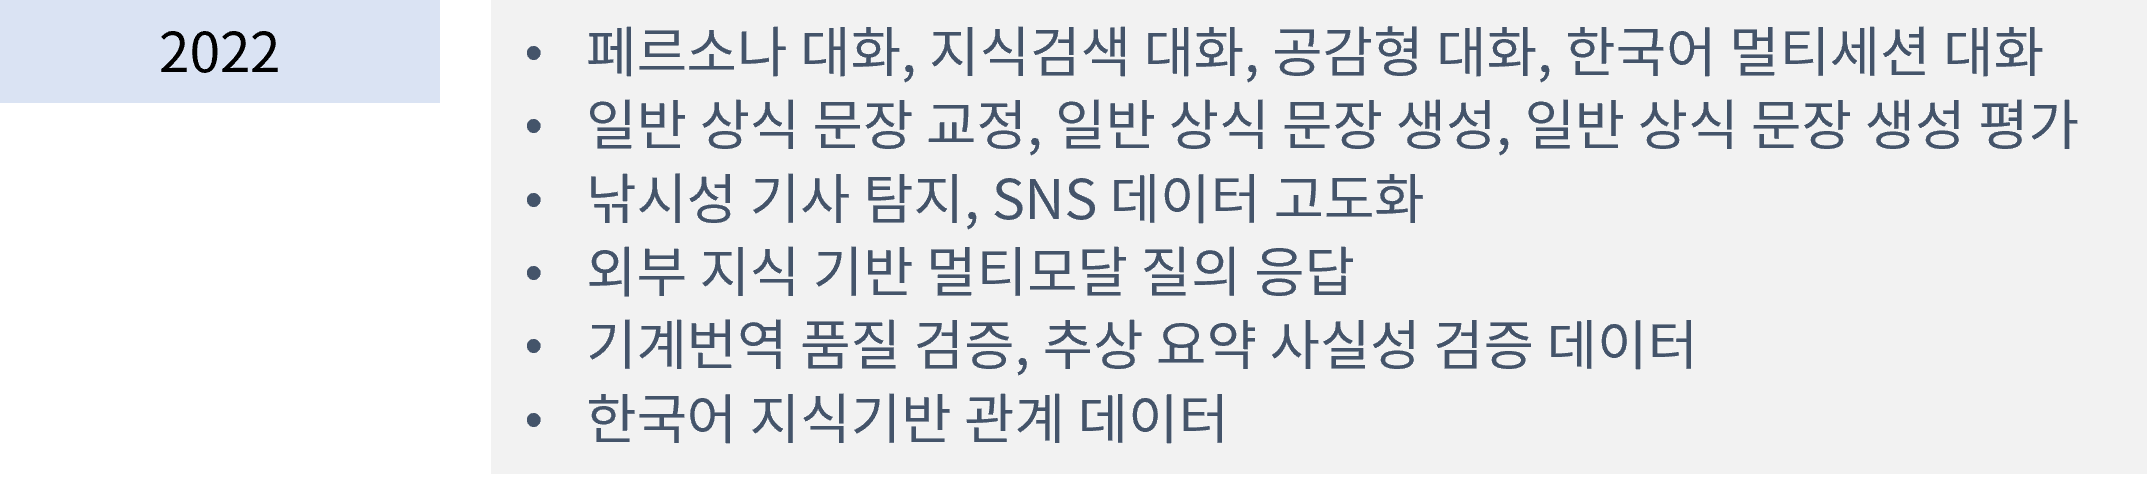 2022
• 페르소나 대화, 지식검색 대화, 공감형 대화, 한국어 멀티세션 대화
• 일반 상식 문장 교정, 일반 상식 문장 생성, 일반 상식 문장 생성 평가
• 낚시성 기사 탐지, SNS 데이터 고도화
• 외부 지식 기반 멀티모달 질의 응답
• 기계번역 품질 검증, 추상 요약 사실성 검증 데이터
• 한국어 지식기반 관계 데이터